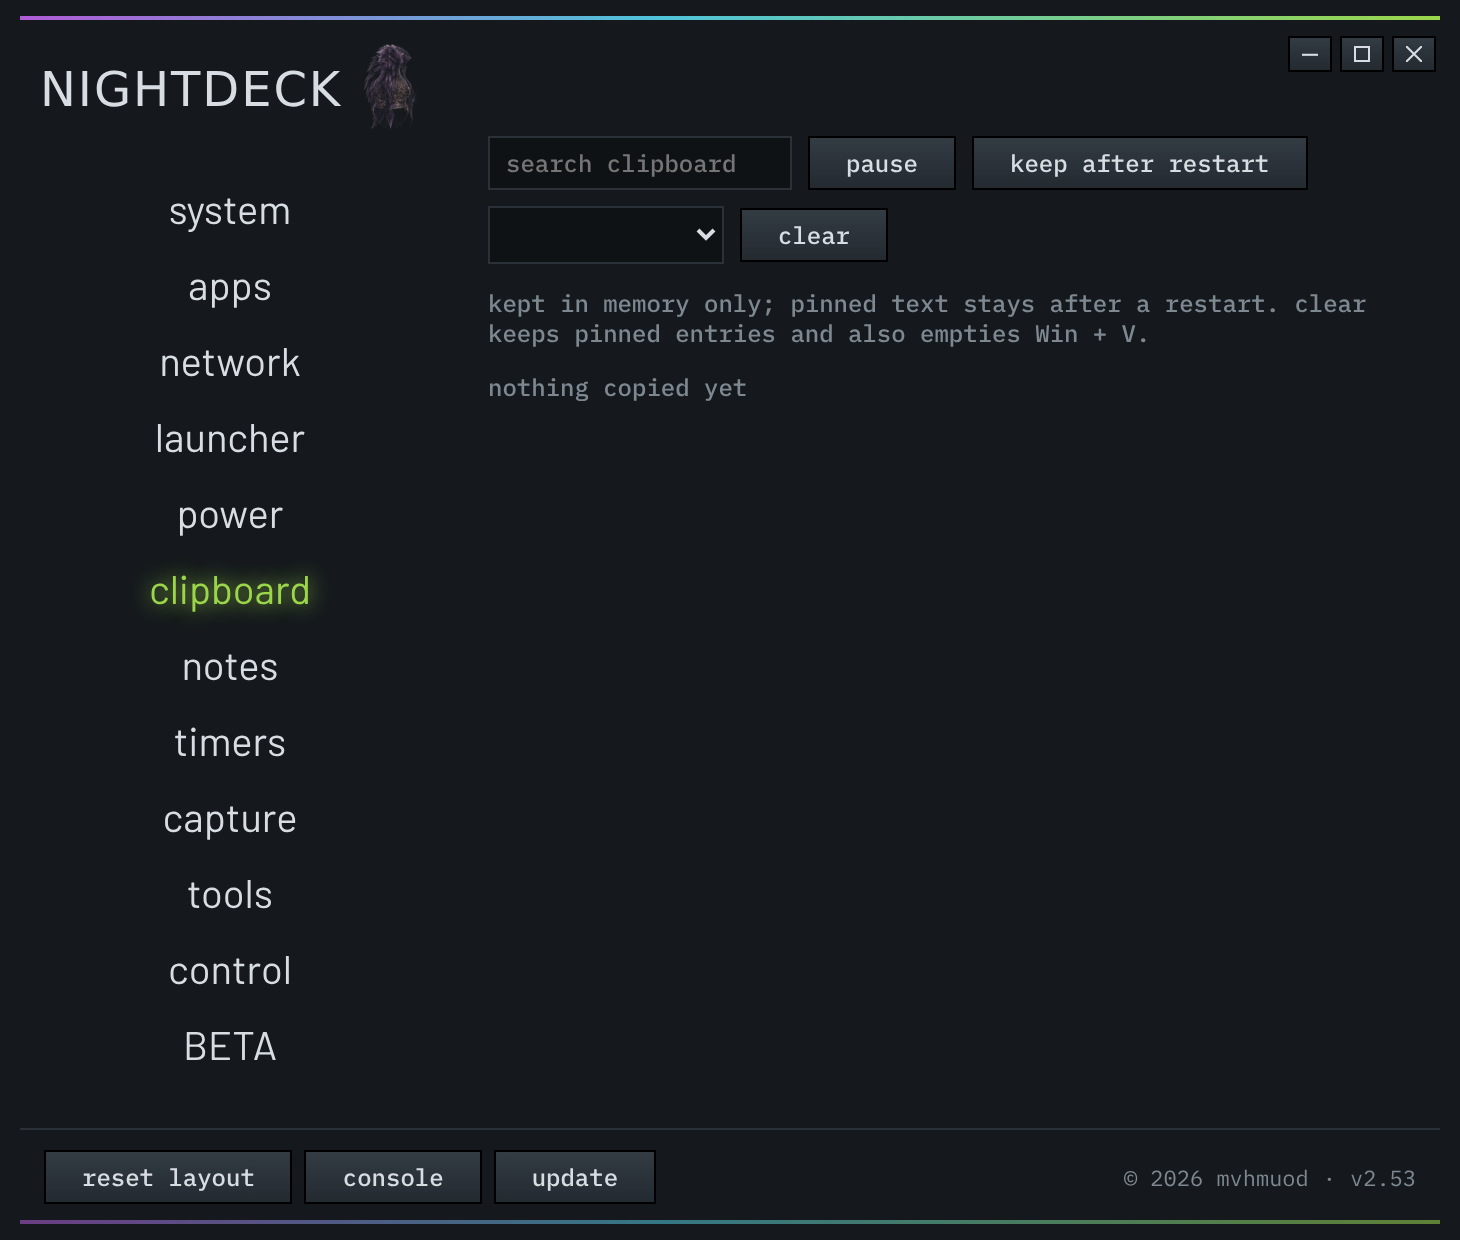 NIGHTDECK
search clipboard
pause
keep after restart
clear
kept in memory only; pinned text stays after a restart. clear
keeps pinned entries and also empties Win + V.
nothing copied yet
system
apps
network
launcher
power
clipboard
notes
timers
capture
tools
control
BETA
reset layout
console
update
© 2026 mvhmuod · v2.53